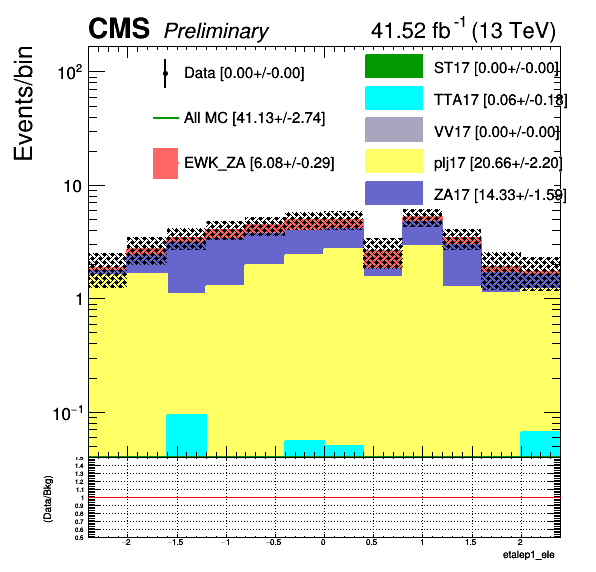 CMS Preliminary 41.52 fb⁻¹ (13 TeV)
Events/bin
10²
10
1
10⁻¹
Data [0.00+/-0.00]
All MC [41.13+/-2.74]
EWK_ZA [6.08+/-0.29]
ST17 [0.00+/-0.00]
TTA17 [0.06+/-0.13]
VV17 [0.00+/-0.00]
plj17 [20.66+/-2.20]
ZA17 [14.33+/-1.59]
(Data/Bkg)
1.5
1.4
1.3
1.2
1.1
1
0.9
0.8
0.7
0.6
0.5
-2 -1.5 -1 -0.5 0 0.5 1 1.5 2
etalep1_ele